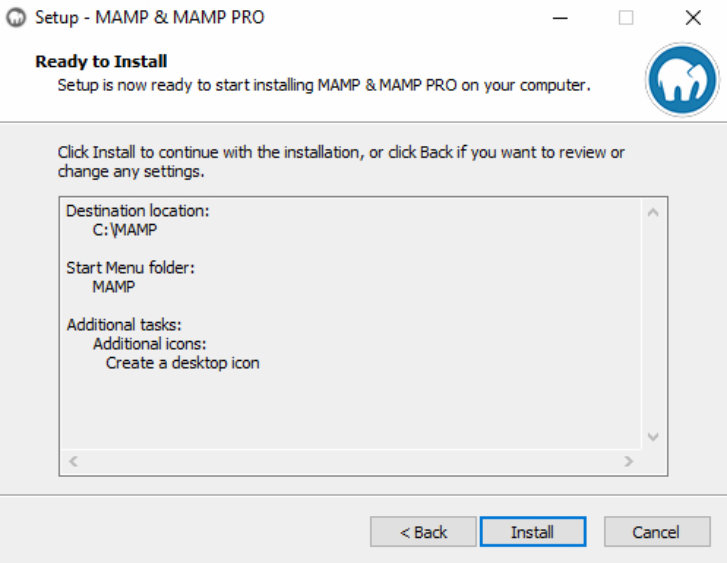 Setup - MAMP & MAMP PRO
Ready to Install
Setup is now ready to start installing MAMP & MAMP PRO on your computer.
Click Install to continue with the installation, or click Back if you want to review or
change any settings.
Destination location:
C:\MAMP
Start Menu folder:
MAMP
Additional tasks:
Additional icons:
Create a desktop icon
< Back
Install
Cancel